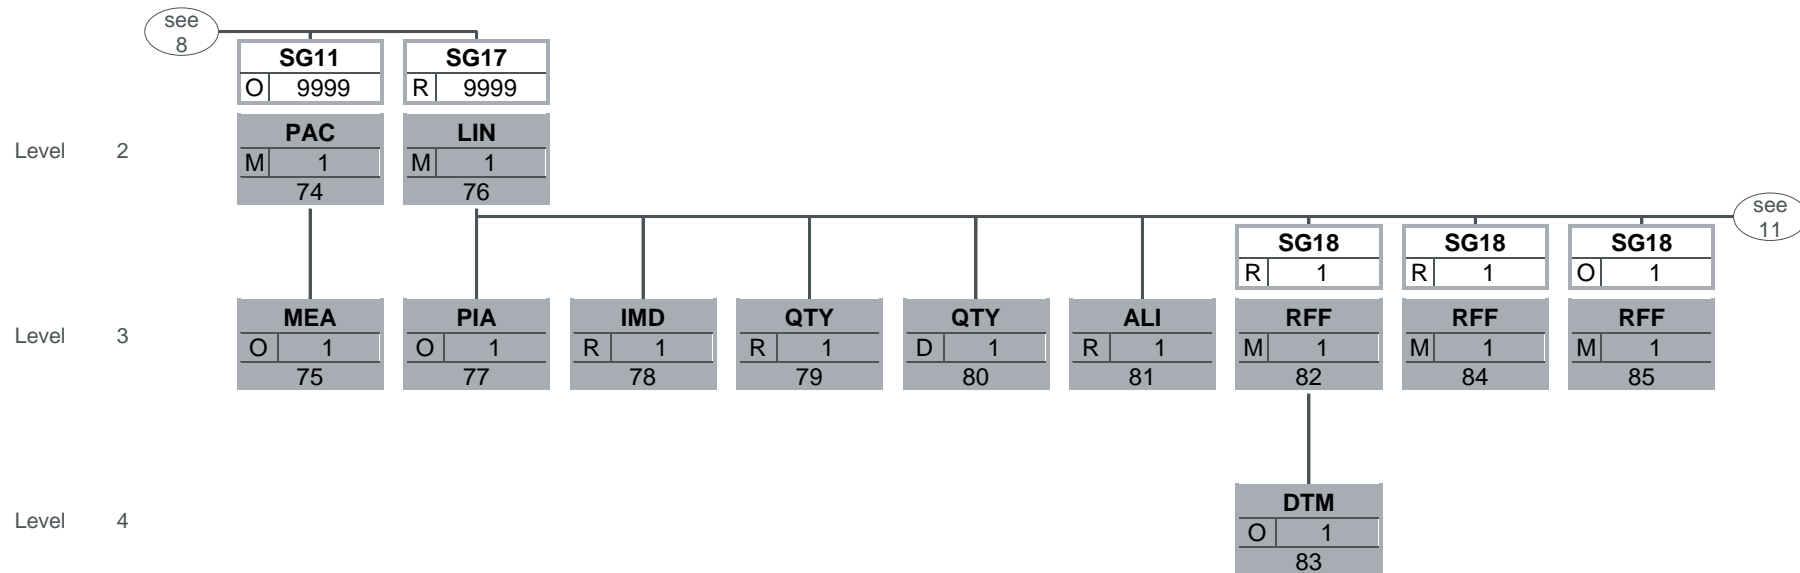 see
8
SG11
O 9999
SG17
R 9999
Level 2
PAC
M 1
74
LIN
M 1
76
see
11
SG18
R 1
SG18
R 1
SG18
O 1
Level 3
MEA
O 1
75
PIA
O 1
77
IMD
R 1
78
QTY
R 1
79
QTY
D 1
80
ALI
R 1
81
RFF
M 1
82
RFF
M 1
84
RFF
M 1
85
Level 4
DTM
O 1
83